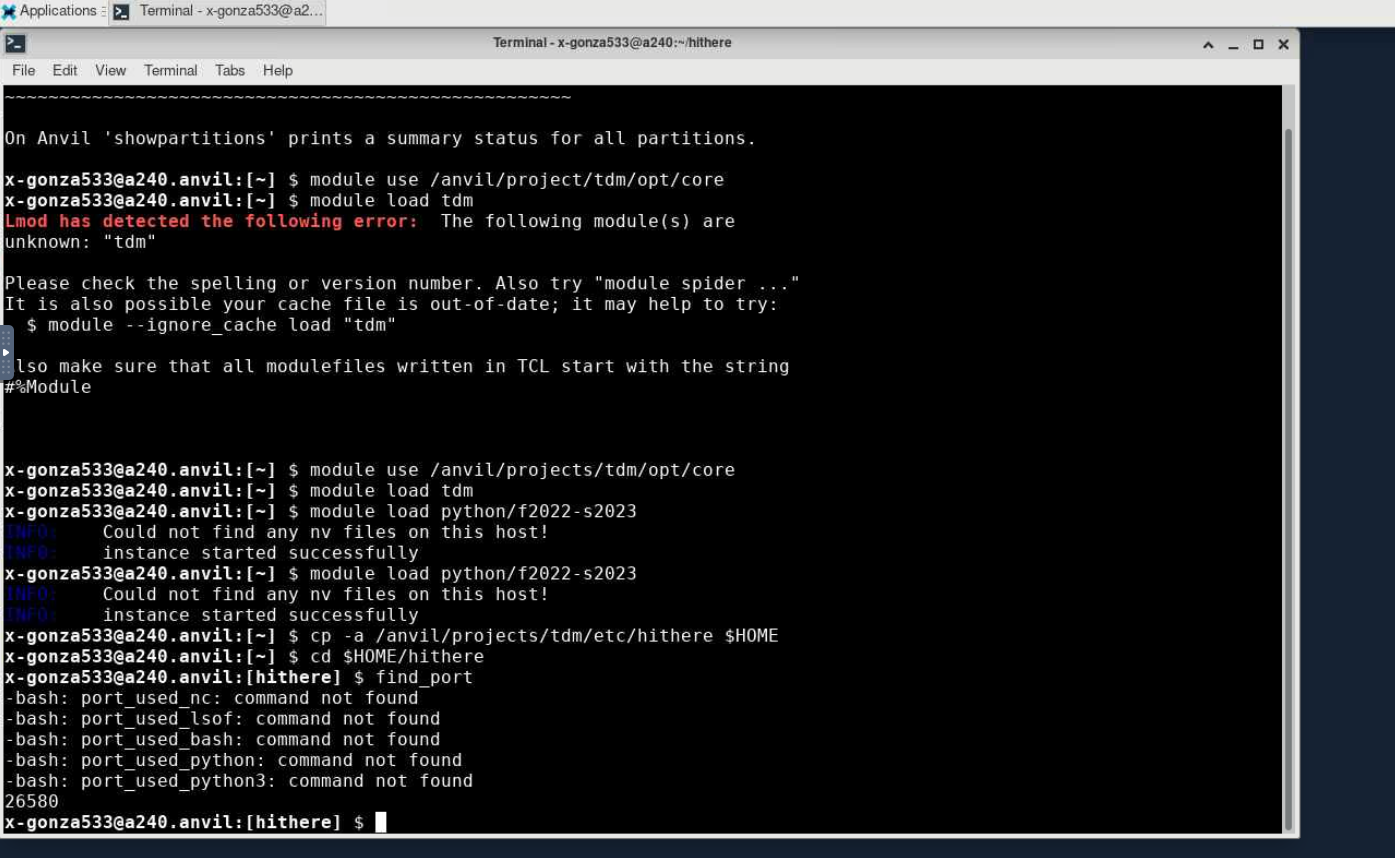 Applications
Terminal - x-gonza533@a2...
Terminal - x-gonza533@a240:~/hithere
File Edit View Terminal Tabs Help
~~~~~~~~~~~~~~~~~~~~~~~~~~~~~~~~~~~~~~~~~~~~~~~~~~~~
On Anvil 'showpartitions' prints a summary status for all partitions.
x-gonza533@a240.anvil:[~] $ module use /anvil/project/tdm/opt/core
x-gonza533@a240.anvil:[~] $ module load tdm
Lmod has detected the following error:  The following module(s) are
unknown: "tdm"
Please check the spelling or version number. Also try "module spider ..."
It is also possible your cache file is out-of-date; it may help to try:
  $ module --ignore_cache load "tdm"
lso make sure that all modulefiles written in TCL start with the string
#%Module
x-gonza533@a240.anvil:[~] $ module use /anvil/projects/tdm/opt/core
x-gonza533@a240.anvil:[~] $ module load tdm
x-gonza533@a240.anvil:[~] $ module load python/f2022-s2023
INFO:    Could not find any nv files on this host!
INFO:    instance started successfully
x-gonza533@a240.anvil:[~] $ module load python/f2022-s2023
INFO:    Could not find any nv files on this host!
INFO:    instance started successfully
x-gonza533@a240.anvil:[~] $ cp -a /anvil/projects/tdm/etc/hithere $HOME
x-gonza533@a240.anvil:[~] $ cd $HOME/hithere
x-gonza533@a240.anvil:[hithere] $ find_port
-bash: port_used_nc: command not found
-bash: port_used_lsof: command not found
-bash: port_used_bash: command not found
-bash: port_used_python: command not found
-bash: port_used_python3: command not found
26580
x-gonza533@a240.anvil:[hithere] $